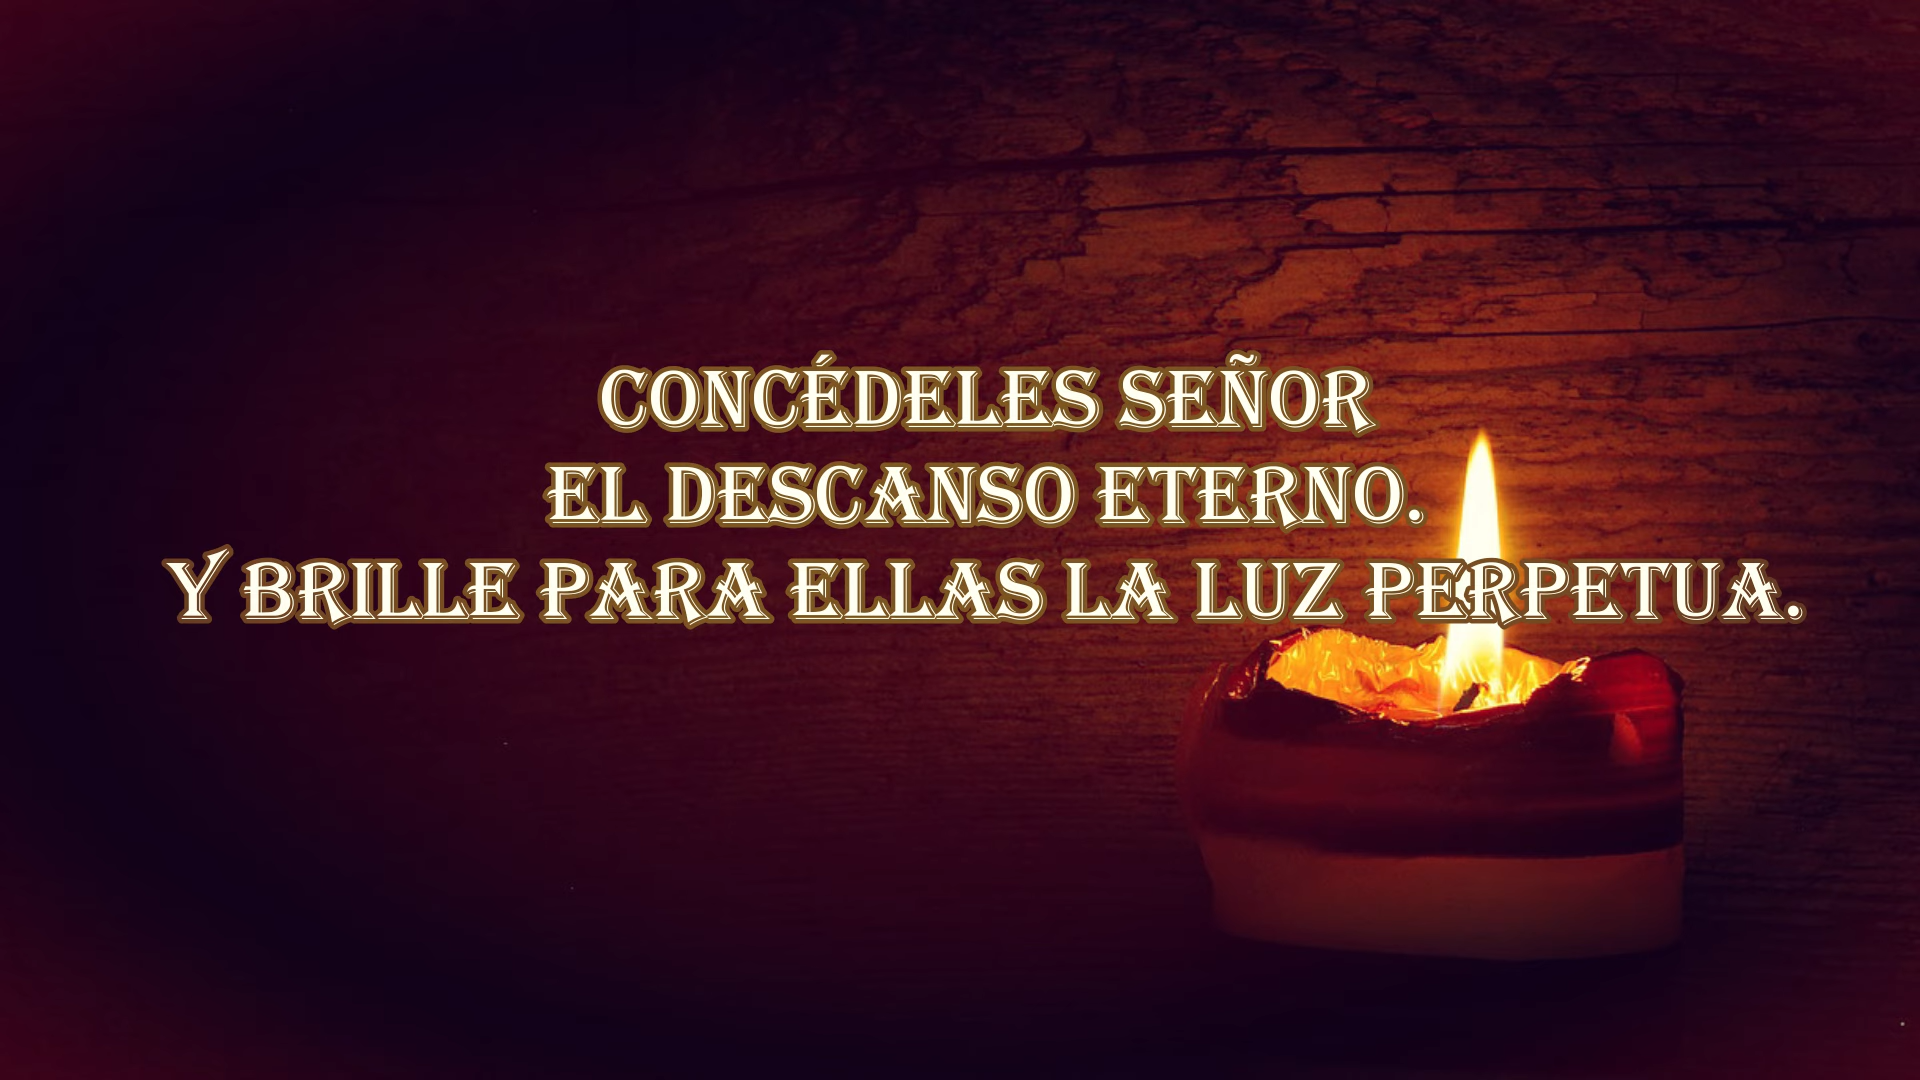 CONCÉDELES SEÑOR
EL DESCANSO ETERNO.
Y BRILLE PARA ELLAS LA LUZ PERPETUA.